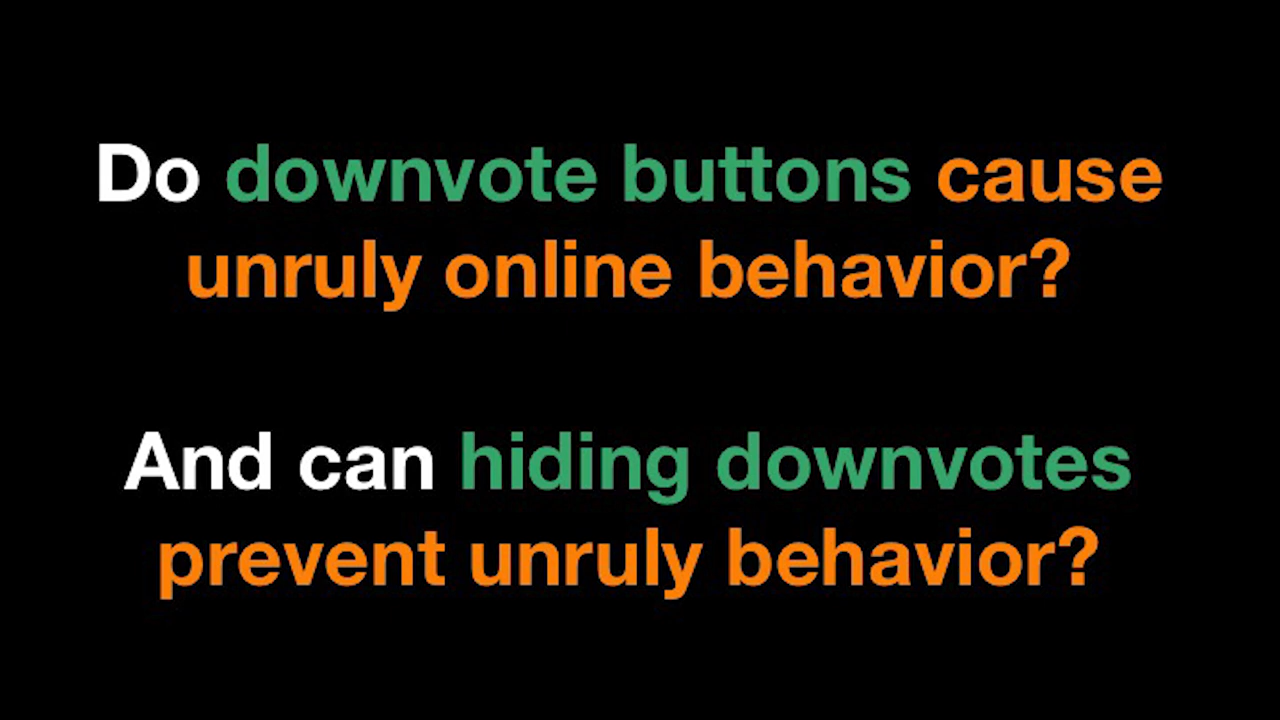 Do downvote buttons cause
unruly online behavior?
And can hiding downvotes
prevent unruly behavior?